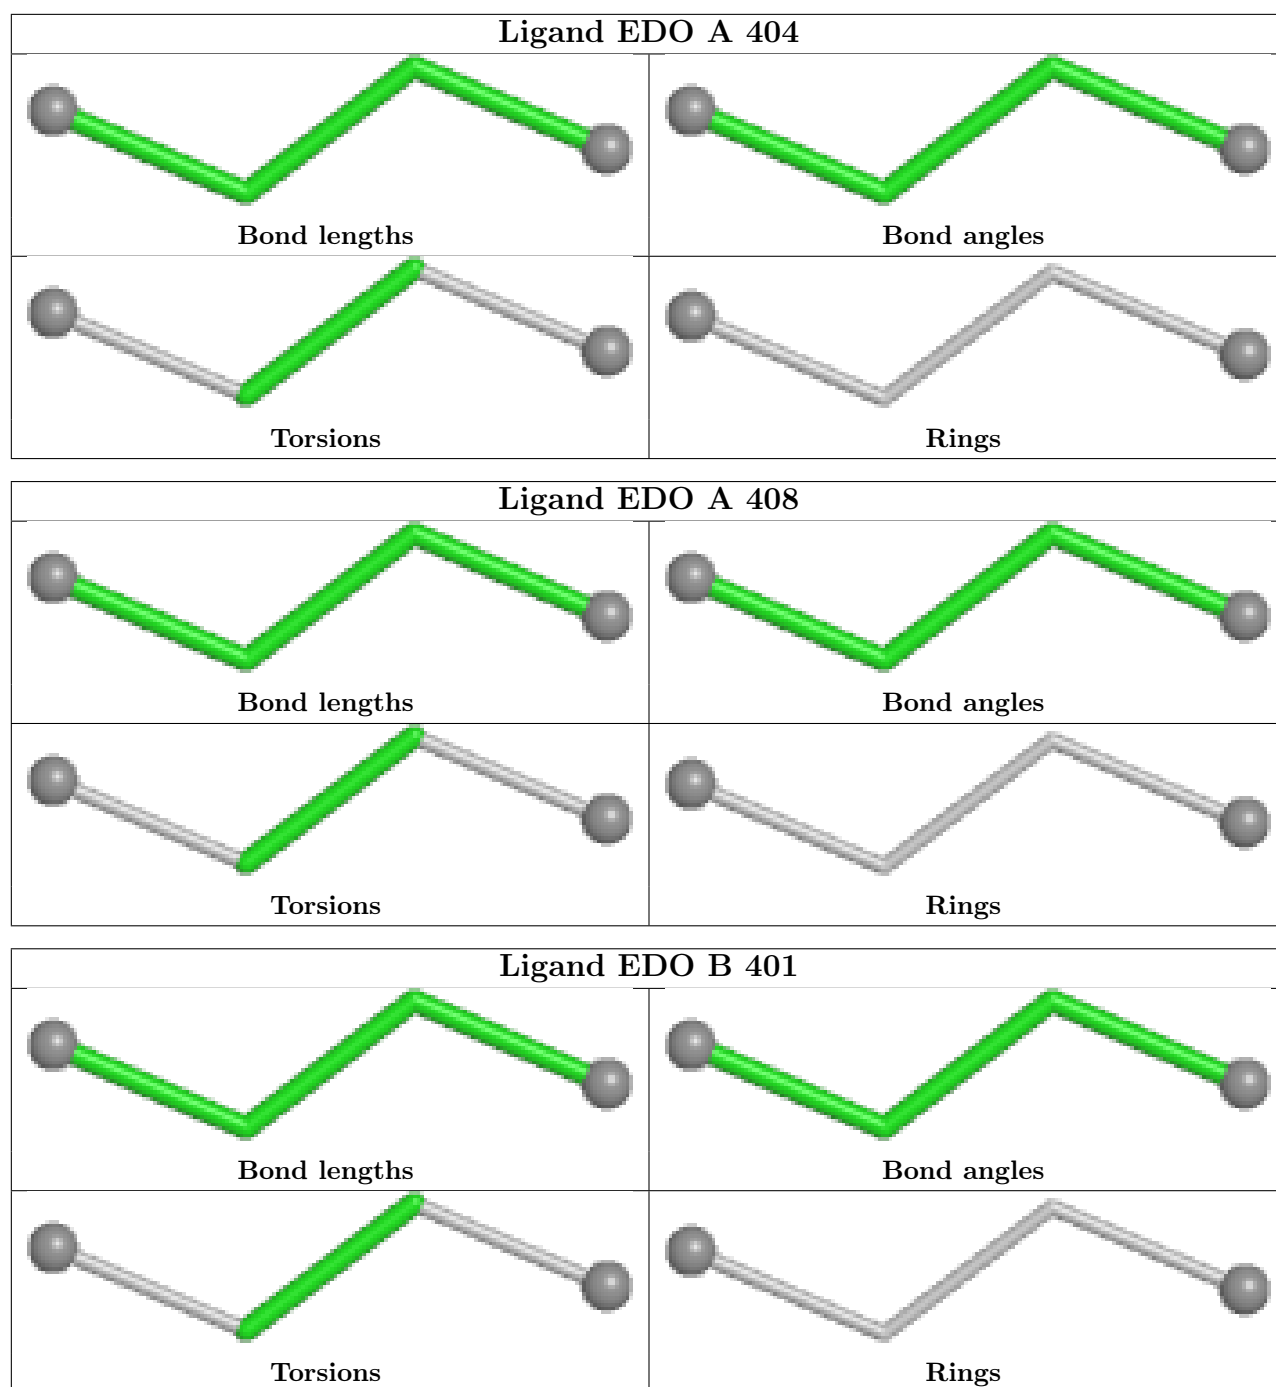 Ligand EDO A 404
Bond lengths
Bond angles
Torsions
Rings
Ligand EDO A 408
Bond lengths
Bond angles
Torsions
Rings
Ligand EDO B 401
Bond lengths
Bond angles
Torsions
Rings